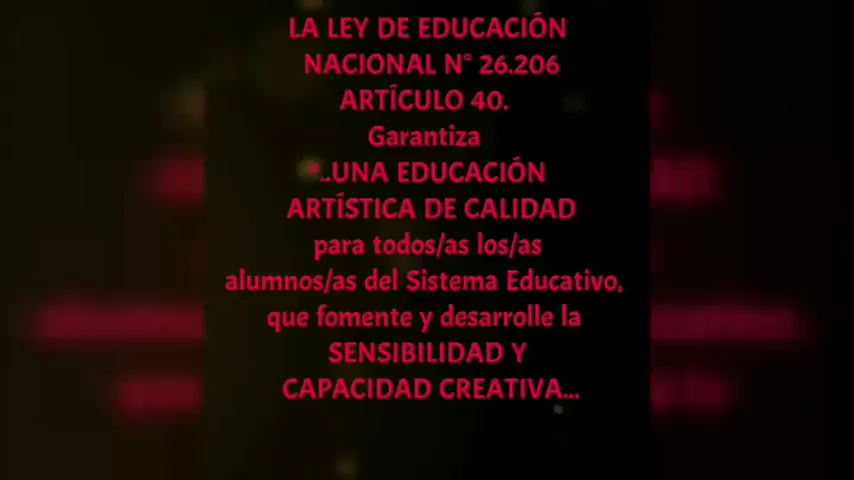 LA LEY DE EDUCACIÓN
NACIONAL N° 26.206
ARTÍCULO 40.
Garantiza
"..UNA EDUCACIÓN
ARTÍSTICA DE CALIDAD
para todos/as los/as
alumnos/as del Sistema Educativo,
que fomente y desarrolle la
SENSIBILIDAD Y
CAPACIDAD CREATIVA...